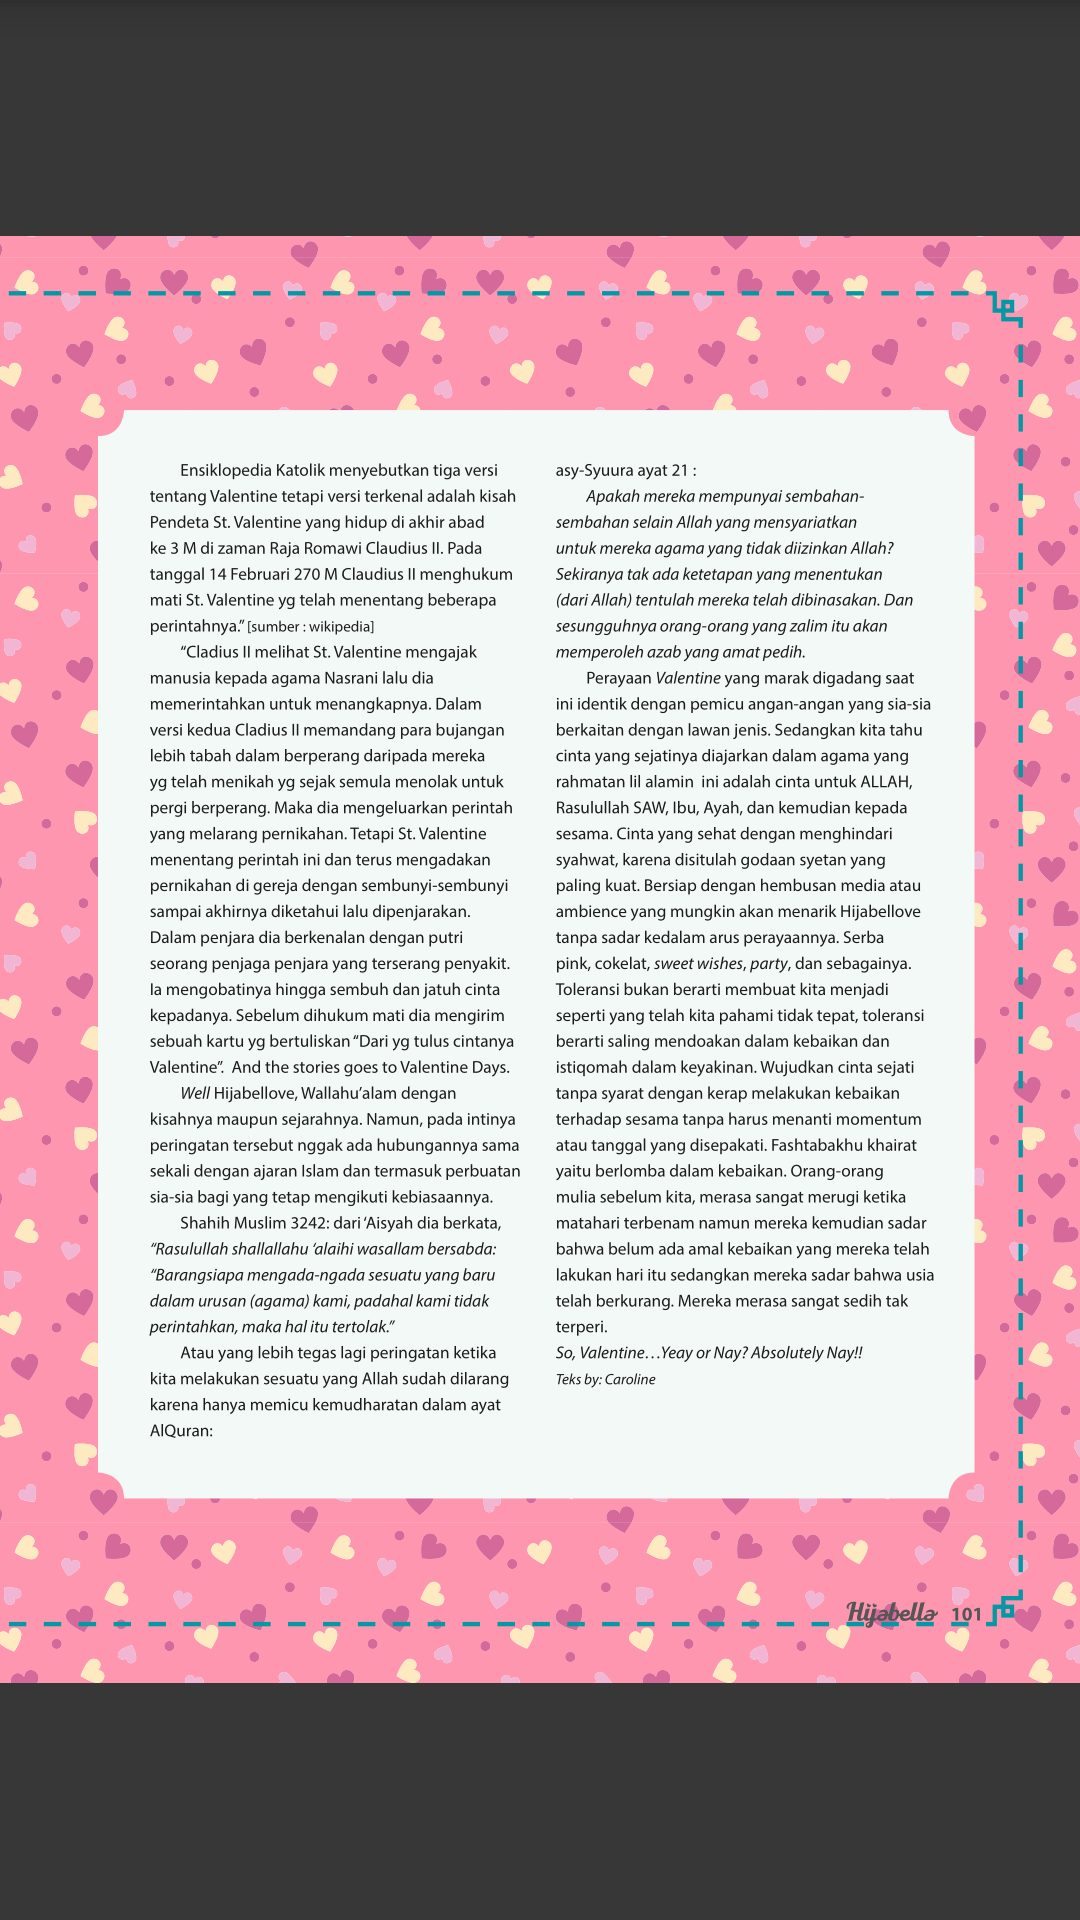 Ensiklopedia Katolik menyebutkan tiga versi
tentang Valentine tetapi versi terkenal adalah kisah
Pendeta St. Valentine yang hidup di akhir abad
ke 3 M di zaman Raja Romawi Claudius II. Pada
tanggal 14 Februari 270 M Claudius II menghukum
mati St. Valentine yg telah menentang beberapa
perintahnya.” [sumber : wikipedia]
“Cladius II melihat St. Valentine mengajak
manusia kepada agama Nasrani lalu dia
memerintahkan untuk menangkapnya. Dalam
versi kedua Cladius II memandang para bujangan
lebih tabah dalam berperang daripada mereka
yg telah menikah yg sejak semula menolak untuk
pergi berperang. Maka dia mengeluarkan perintah
yang melarang pernikahan. Tetapi St. Valentine
menentang perintah ini dan terus mengadakan
pernikahan di gereja dengan sembunyi-sembunyi
sampai akhirnya diketahui lalu dipenjarakan.
Dalam penjara dia berkenalan dengan putri
seorang penjaga penjara yang terserang penyakit.
Ia mengobatinya hingga sembuh dan jatuh cinta
kepadanya. Sebelum dihukum mati dia mengirim
sebuah kartu yg bertuliskan “Dari yg tulus cintanya
Valentine”.  And the stories goes to Valentine Days.
Well Hijabellove, Wallahu’alam dengan
kisahnya maupun sejarahnya. Namun, pada intinya
peringatan tersebut nggak ada hubungannya sama
sekali dengan ajaran Islam dan termasuk perbuatan
sia-sia bagi yang tetap mengikuti kebiasaannya.
Shahih Muslim 3242: dari ‘Aisyah dia berkata,
“Rasulullah shallallahu ‘alaihi wasallam bersabda:
“Barangsiapa mengada-ngada sesuatu yang baru
dalam urusan (agama) kami, padahal kami tidak
perintahkan, maka hal itu tertolak.”
Atau yang lebih tegas lagi peringatan ketika
kita melakukan sesuatu yang Allah sudah dilarang
karena hanya memicu kemudharatan dalam ayat
AlQuran:
asy-Syuura ayat 21 :
Apakah mereka mempunyai sembahan-
sembahan selain Allah yang mensyariatkan
untuk mereka agama yang tidak diizinkan Allah?
Sekiranya tak ada ketetapan yang menentukan
(dari Allah) tentulah mereka telah dibinasakan. Dan
sesungguhnya orang-orang yang zalim itu akan
memperoleh azab yang amat pedih.
Perayaan Valentine yang marak digadang saat
ini identik dengan pemicu angan-angan yang sia-sia
berkaitan dengan lawan jenis. Sedangkan kita tahu
cinta yang sejatinya diajarkan dalam agama yang
rahmatan lil alamin  ini adalah cinta untuk ALLAH,
Rasulullah SAW, Ibu, Ayah, dan kemudian kepada
sesama. Cinta yang sehat dengan menghindari
syahwat, karena disitulah godaan syetan yang
paling kuat. Bersiap dengan hembusan media atau
ambience yang mungkin akan menarik Hijabellove
tanpa sadar kedalam arus perayaannya. Serba
pink, cokelat, sweet wishes, party, dan sebagainya.
Toleransi bukan berarti membuat kita menjadi
seperti yang telah kita pahami tidak tepat, toleransi
berarti saling mendoakan dalam kebaikan dan
istiqomah dalam keyakinan. Wujudkan cinta sejati
tanpa syarat dengan kerap melakukan kebaikan
terhadap sesama tanpa harus menanti momentum
atau tanggal yang disepakati. Fashtabakhu khairat
yaitu berlomba dalam kebaikan. Orang-orang
mulia sebelum kita, merasa sangat merugi ketika
matahari terbenam namun mereka kemudian sadar
bahwa belum ada amal kebaikan yang mereka telah
lakukan hari itu sedangkan mereka sadar bahwa usia
telah berkurang. Mereka merasa sangat sedih tak
terperi.
So, Valentine…Yeay or Nay? Absolutely Nay!!
Teks by: Caroline
Hijabella 101